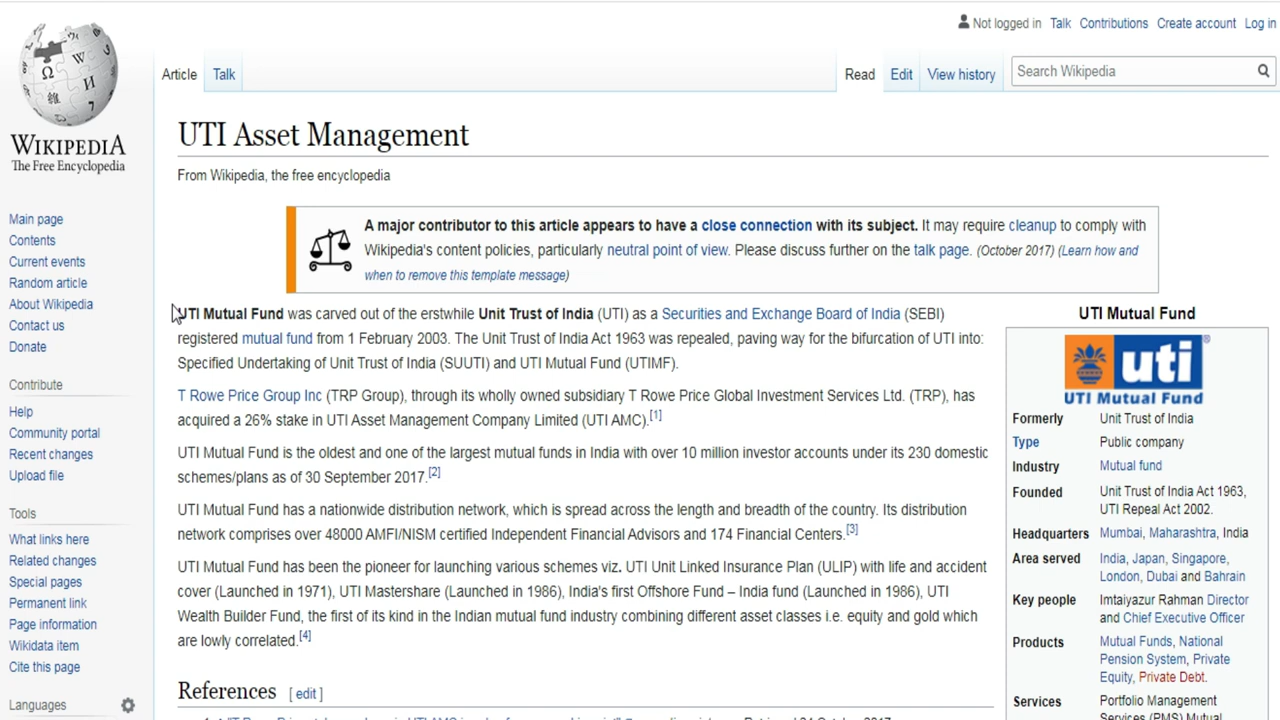 Not logged in Talk Contributions Create account Log in
Article Talk Read Edit View history Search Wikipedia
WIKIPEDIA
The Free Encyclopedia
UTI Asset Management
From Wikipedia, the free encyclopedia
A major contributor to this article appears to have a close connection with its subject. It may require cleanup to comply with
Wikipedia's content policies, particularly neutral point of view. Please discuss further on the talk page. (October 2017) (Learn how and
when to remove this template message)
Main page
Contents
Current events
Random article
About Wikipedia
Contact us
Donate
Contribute
Help
Community portal
Recent changes
Upload file
Tools
What links here
Related changes
Special pages
Permanent link
Page information
Wikidata item
Cite this page
Languages
UTI Mutual Fund was carved out of the erstwhile Unit Trust of India (UTI) as a Securities and Exchange Board of India (SEBI)
registered mutual fund from 1 February 2003. The Unit Trust of India Act 1963 was repealed, paving way for the bifurcation of UTI into:
Specified Undertaking of Unit Trust of India (SUUTI) and UTI Mutual Fund (UTIMF).
T Rowe Price Group Inc (TRP Group), through its wholly owned subsidiary T Rowe Price Global Investment Services Ltd. (TRP), has
acquired a 26% stake in UTI Asset Management Company Limited (UTI AMC).[1]
UTI Mutual Fund is the oldest and one of the largest mutual funds in India with over 10 million investor accounts under its 230 domestic
schemes/plans as of 30 September 2017.[2]
UTI Mutual Fund has a nationwide distribution network, which is spread across the length and breadth of the country. Its distribution
network comprises over 48000 AMFI/NISM certified Independent Financial Advisors and 174 Financial Centers.[3]
UTI Mutual Fund has been the pioneer for launching various schemes viz. UTI Unit Linked Insurance Plan (ULIP) with life and accident
cover (Launched in 1971), UTI Mastershare (Launched in 1986), India's first Offshore Fund – India fund (Launched in 1986), UTI
Wealth Builder Fund, the first of its kind in the Indian mutual fund industry combining different asset classes i.e. equity and gold which
are lowly correlated.[4]
References [ edit ]
UTI Mutual Fund
uti
UTI Mutual Fund
Formerly Unit Trust of India
Type Public company
Industry Mutual fund
Founded Unit Trust of India Act 1963,
UTI Repeal Act 2002.
Headquarters Mumbai, Maharashtra, India
Area served India, Japan, Singapore,
London, Dubai and Bahrain
Key people Imtaiyazur Rahman Director
and Chief Executive Officer
Products Mutual Funds, National
Pension System, Private
Equity, Private Debt.
Services Portfolio Management
Services (PMS) Mutual